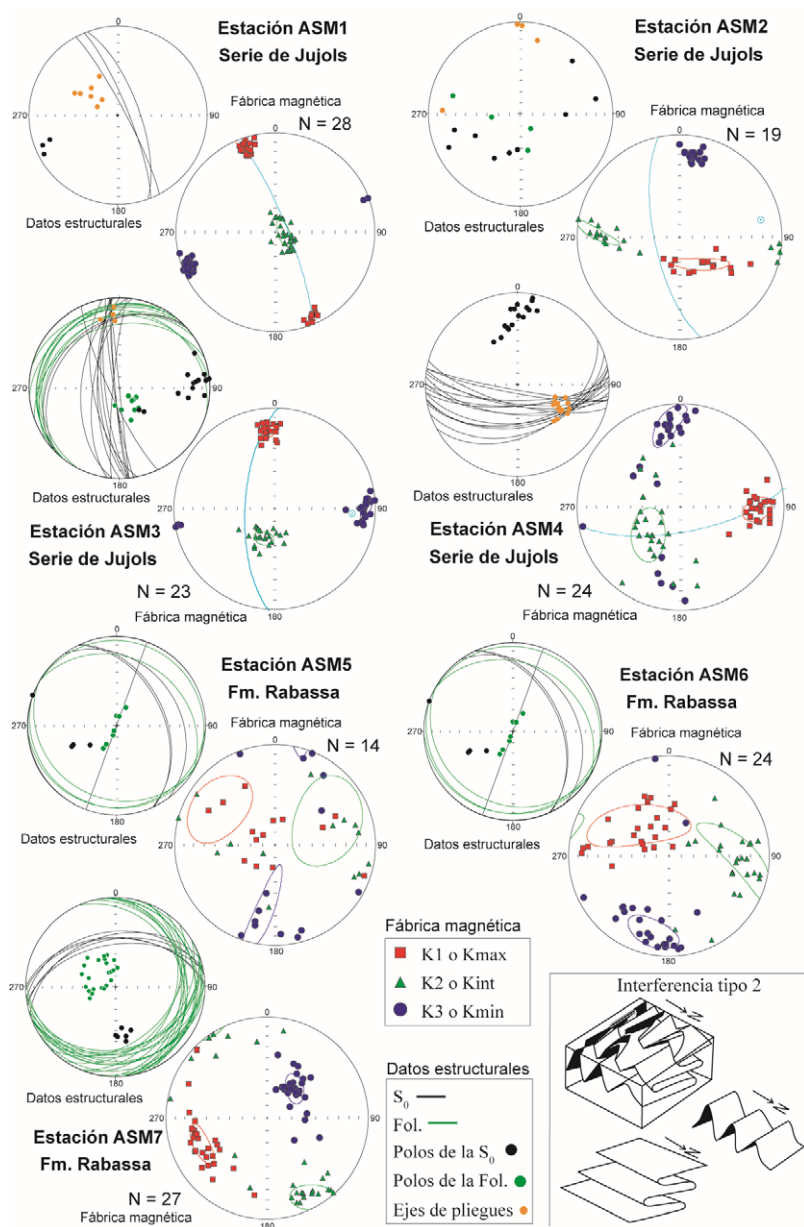 Estación ASM1
Serie de Jujols
0
270
90
180
Datos estructurales
Fábrica magnética
N = 28
0
270
90
180
Estación ASM2
Serie de Jujols
0
270
90
180
Datos estructurales
Fábrica magnética
N = 19
0
270
90
180
0
270
90
180
Datos estructurales
Estación ASM3
Serie de Jujols
0
270
90
180
N = 23
Fábrica magnética
0
270
90
180
Datos estructurales
Estación ASM4
Serie de Jujols
0
270
90
180
N = 24
Fábrica magnética
Estación ASM5
Fm. Rabassa
0
270
90
180
Datos estructurales
Fábrica magnética
N = 14
0
270
90
180
Estación ASM6
Fm. Rabassa
0
270
90
180
Datos estructurales
Fábrica magnética
N = 24
0
270
90
180
0
270
90
180
Datos estructurales
Estación ASM7
Fm. Rabassa
0
270
90
180
N = 27
Fábrica magnética
Fábrica magnética
K1 o Kmax
K2 o Kint
K3 o Kmin
Datos estructurales
S₀
Fol.
Polos de la S₀
Polos de la Fol.
Ejes de pliegues
Interferencia tipo 2
N
N
N